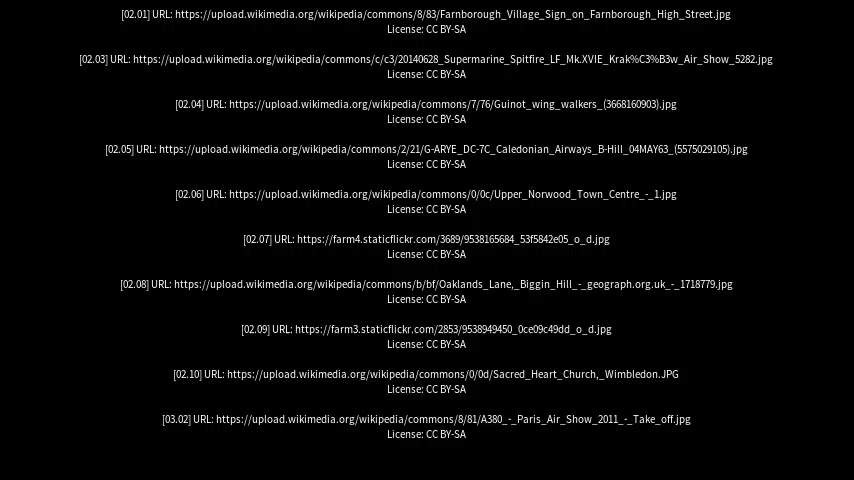 [02.01] URL: https://upload.wikimedia.org/wikipedia/commons/8/83/Farnborough_Village_Sign_on_Farnborough_High_Street.jpg
License: CC BY-SA
[02.03] URL: https://upload.wikimedia.org/wikipedia/commons/c/c3/20140628_Supermarine_Spitfire_LF_Mk.XVIE_Krak%C3%B3w_Air_Show_5282.jpg
License: CC BY-SA
[02.04] URL: https://upload.wikimedia.org/wikipedia/commons/7/76/Guinot_wing_walkers_(3668160903).jpg
License: CC BY-SA
[02.05] URL: https://upload.wikimedia.org/wikipedia/commons/2/21/G-ARYE_DC-7C_Caledonian_Airways_B-Hill_04MAY63_(5575029105).jpg
License: CC BY-SA
[02.06] URL: https://upload.wikimedia.org/wikipedia/commons/0/0c/Upper_Norwood_Town_Centre_-_1.jpg
License: CC BY-SA
[02.07] URL: https://farm4.staticflickr.com/3689/9538165684_53f5842e05_o_d.jpg
License: CC BY-SA
[02.08] URL: https://upload.wikimedia.org/wikipedia/commons/b/bf/Oaklands_Lane,_Biggin_Hill_-_geograph.org.uk_-_1718779.jpg
License: CC BY-SA
[02.09] URL: https://farm3.staticflickr.com/2853/9538949450_0ce09c49dd_o_d.jpg
License: CC BY-SA
[02.10] URL: https://upload.wikimedia.org/wikipedia/commons/0/0d/Sacred_Heart_Church,_Wimbledon.JPG
License: CC BY-SA
[03.02] URL: https://upload.wikimedia.org/wikipedia/commons/8/81/A380_-_Paris_Air_Show_2011_-_Take_off.jpg
License: CC BY-SA